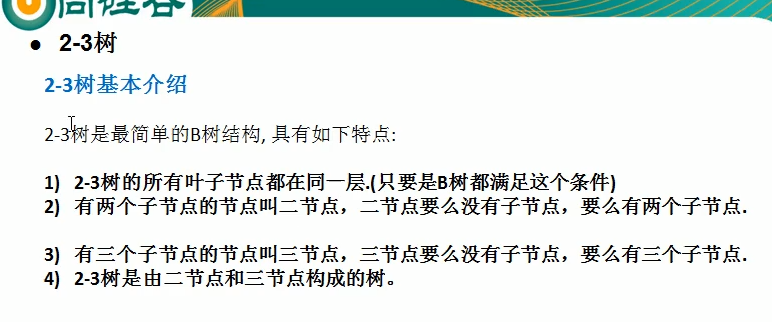 ● 2-3树
2-3树基本介绍
2-3树是最简单的B树结构, 具有如下特点:
1) 2-3树的所有叶子节点都在同一层.(只要是B树都满足这个条件)
2) 有两个子节点的节点叫二节点，二节点要么没有子节点，要么有两个子节点.
3) 有三个子节点的节点叫三节点，三节点要么没有子节点，要么有三个子节点.
4) 2-3树是由二节点和三节点构成的树。